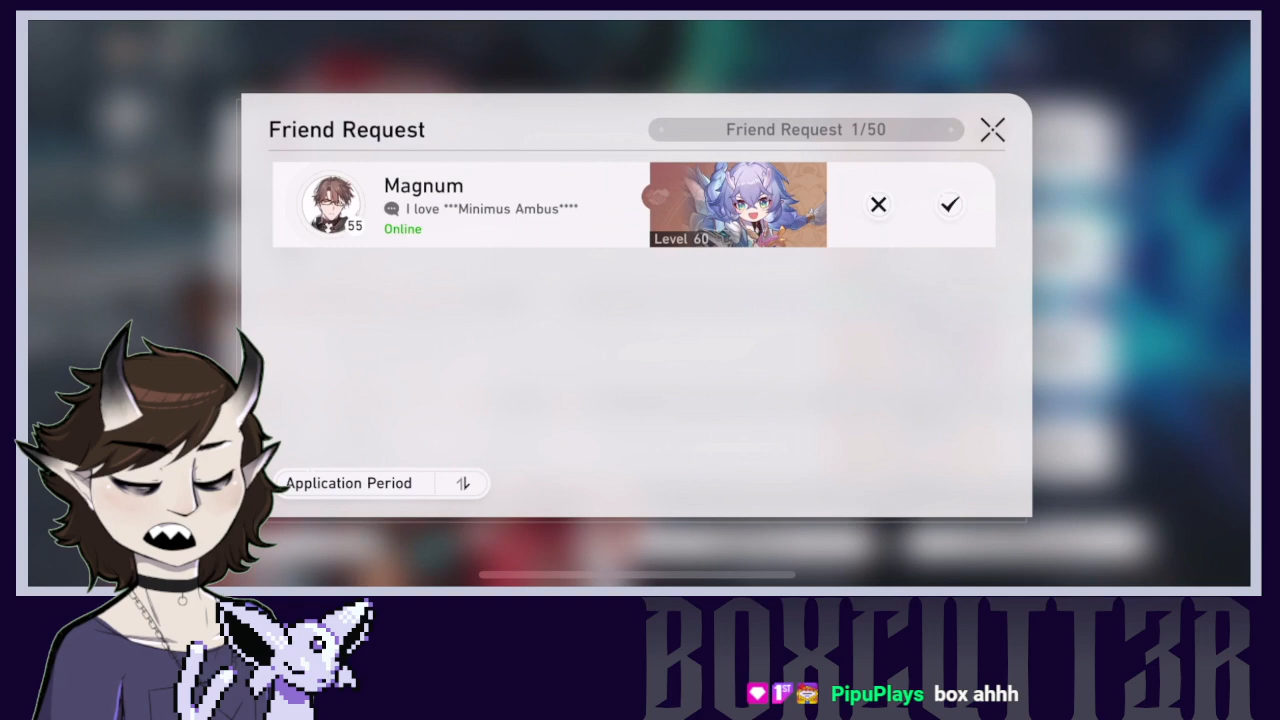 Friend Request
Friend Request 1/50
Magnum
I love ***Minimus Ambus****
55
Online
Level 60
Application Period
BOXCUTT3R
1ST
PipuPlays box ahhh